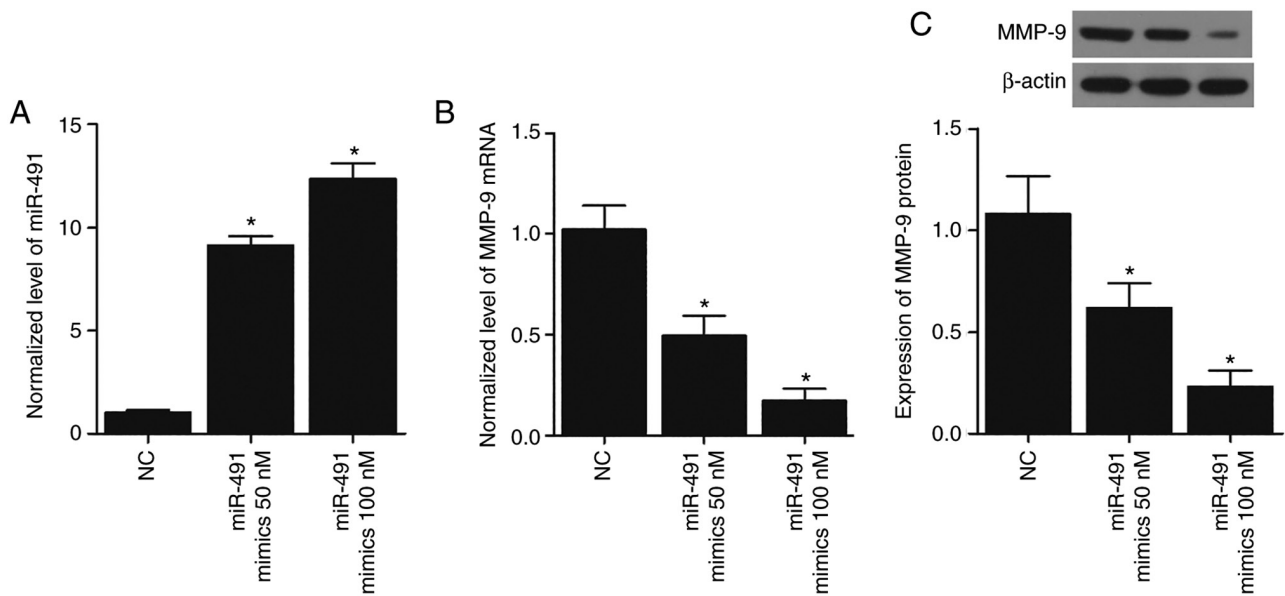 A
Normalized level of miR-491
15
10
5
0
*
*
NC
miR-491
mimics 50 nM
miR-491
mimics 100 nM
B
Normalized level of MMP-9 mRNA
1.5
1.0
0.5
0.0
*
*
NC
miR-491
mimics 50 nM
miR-491
mimics 100 nM
C
MMP-9
β-actin
Expression of MMP-9 protein
1.5
1.0
0.5
0.0
*
*
NC
miR-491
mimics 50 nM
miR-491
mimics 100 nM